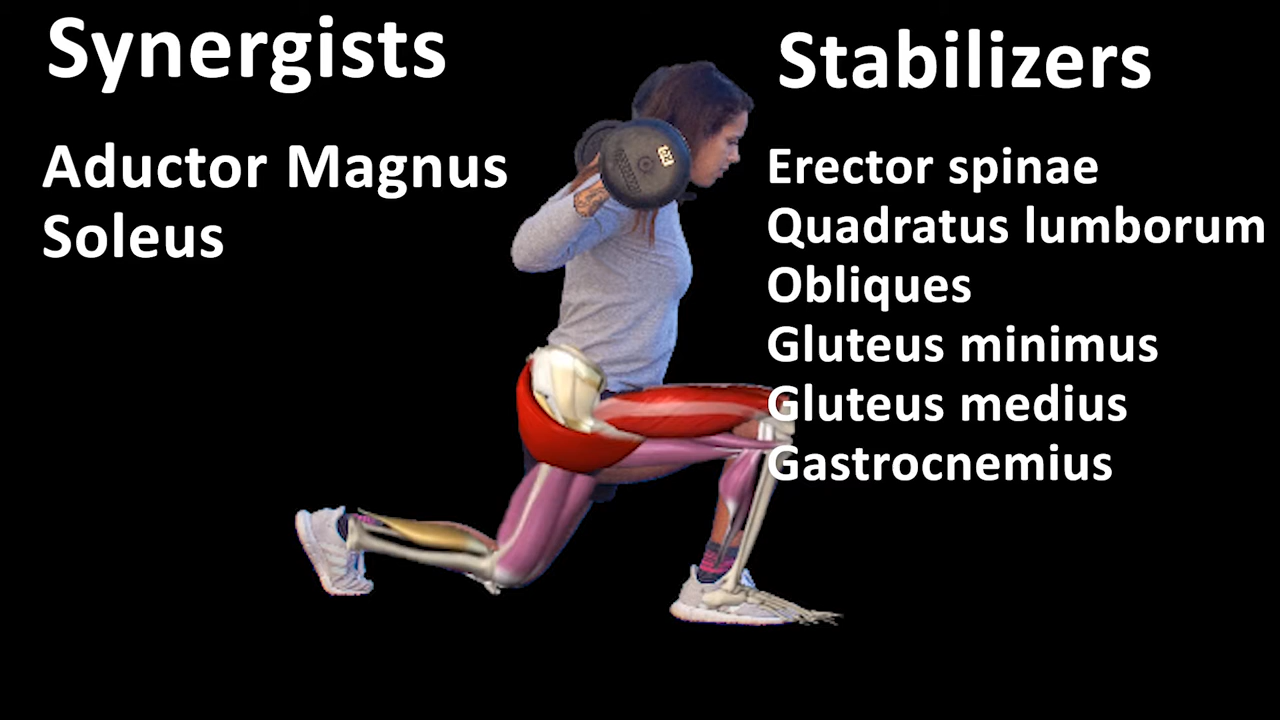 Synergists
Aductor Magnus
Soleus
Stabilizers
Erector spinae
Quadratus lumborum
Obliques
Gluteus minimus
Gluteus medius
Gastrocnemius